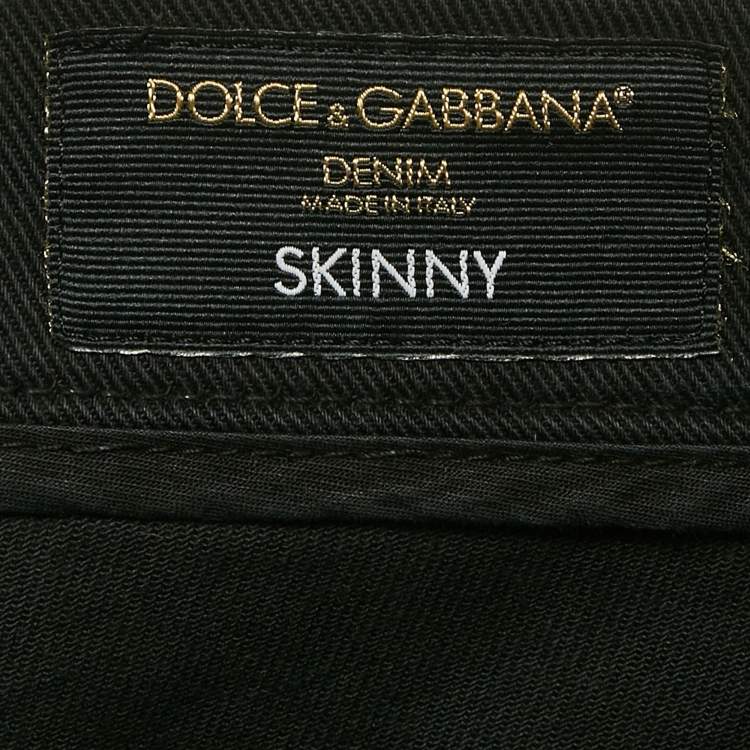 DOLCE & GABBANA®
DENIM
MADE IN ITALY
SKINNY